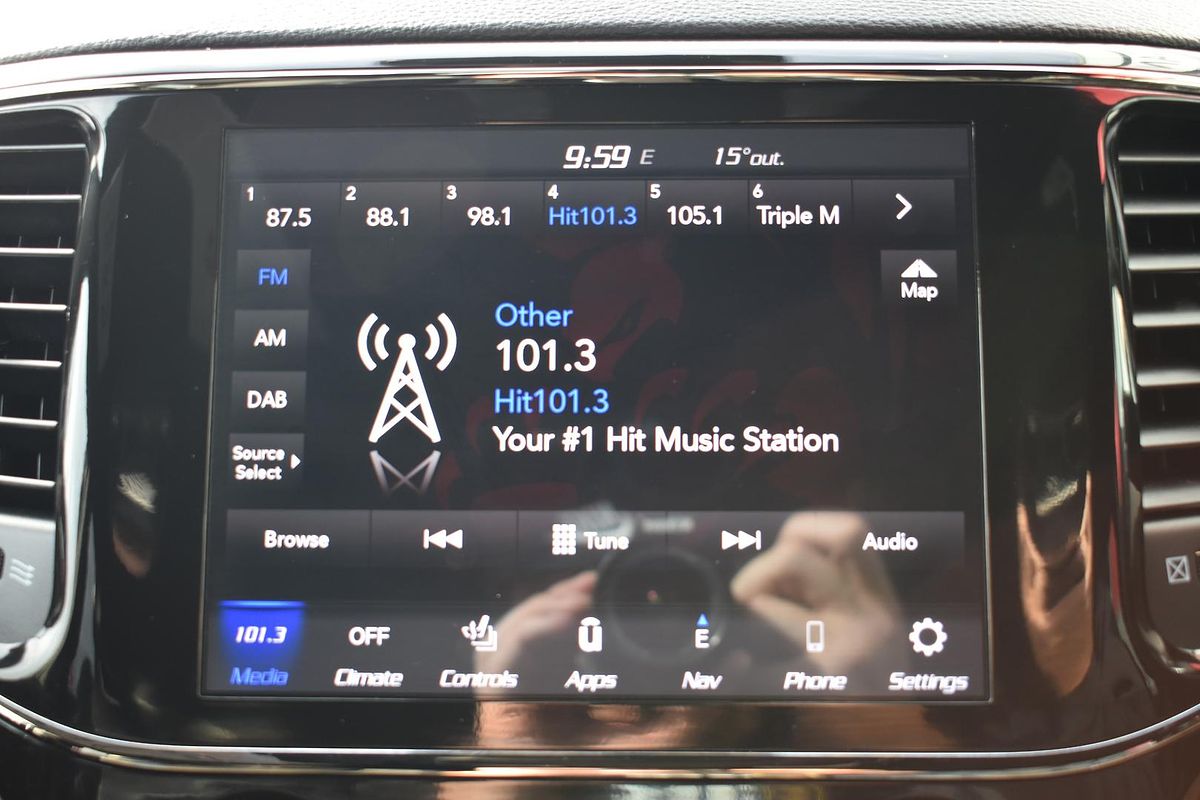 9:59 E 15°out.
1 87.5 2 88.1 3 98.1 4 Hit101.3 5 105.1 6 Triple M
FM
Map
AM
DAB
Source
Select
Other
101.3
Hit101.3
Your #1 Hit Music Station
Browse Tune Audio
101.3 OFF E
Media Climate Controls Apps Nav Phone Settings